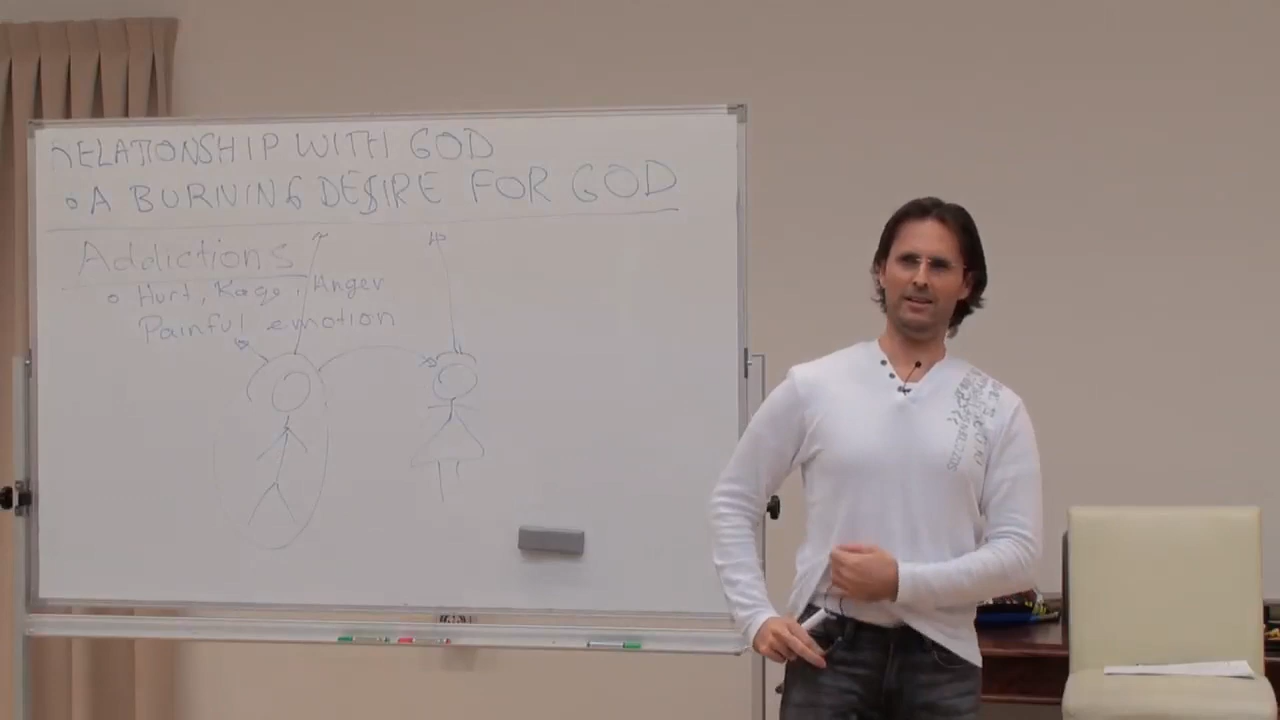 RELATIONSHIP WITH GOD
• A BURNING DESIRE FOR GOD
Addictions
• Hurt, Rage, Anger
Painful emotion